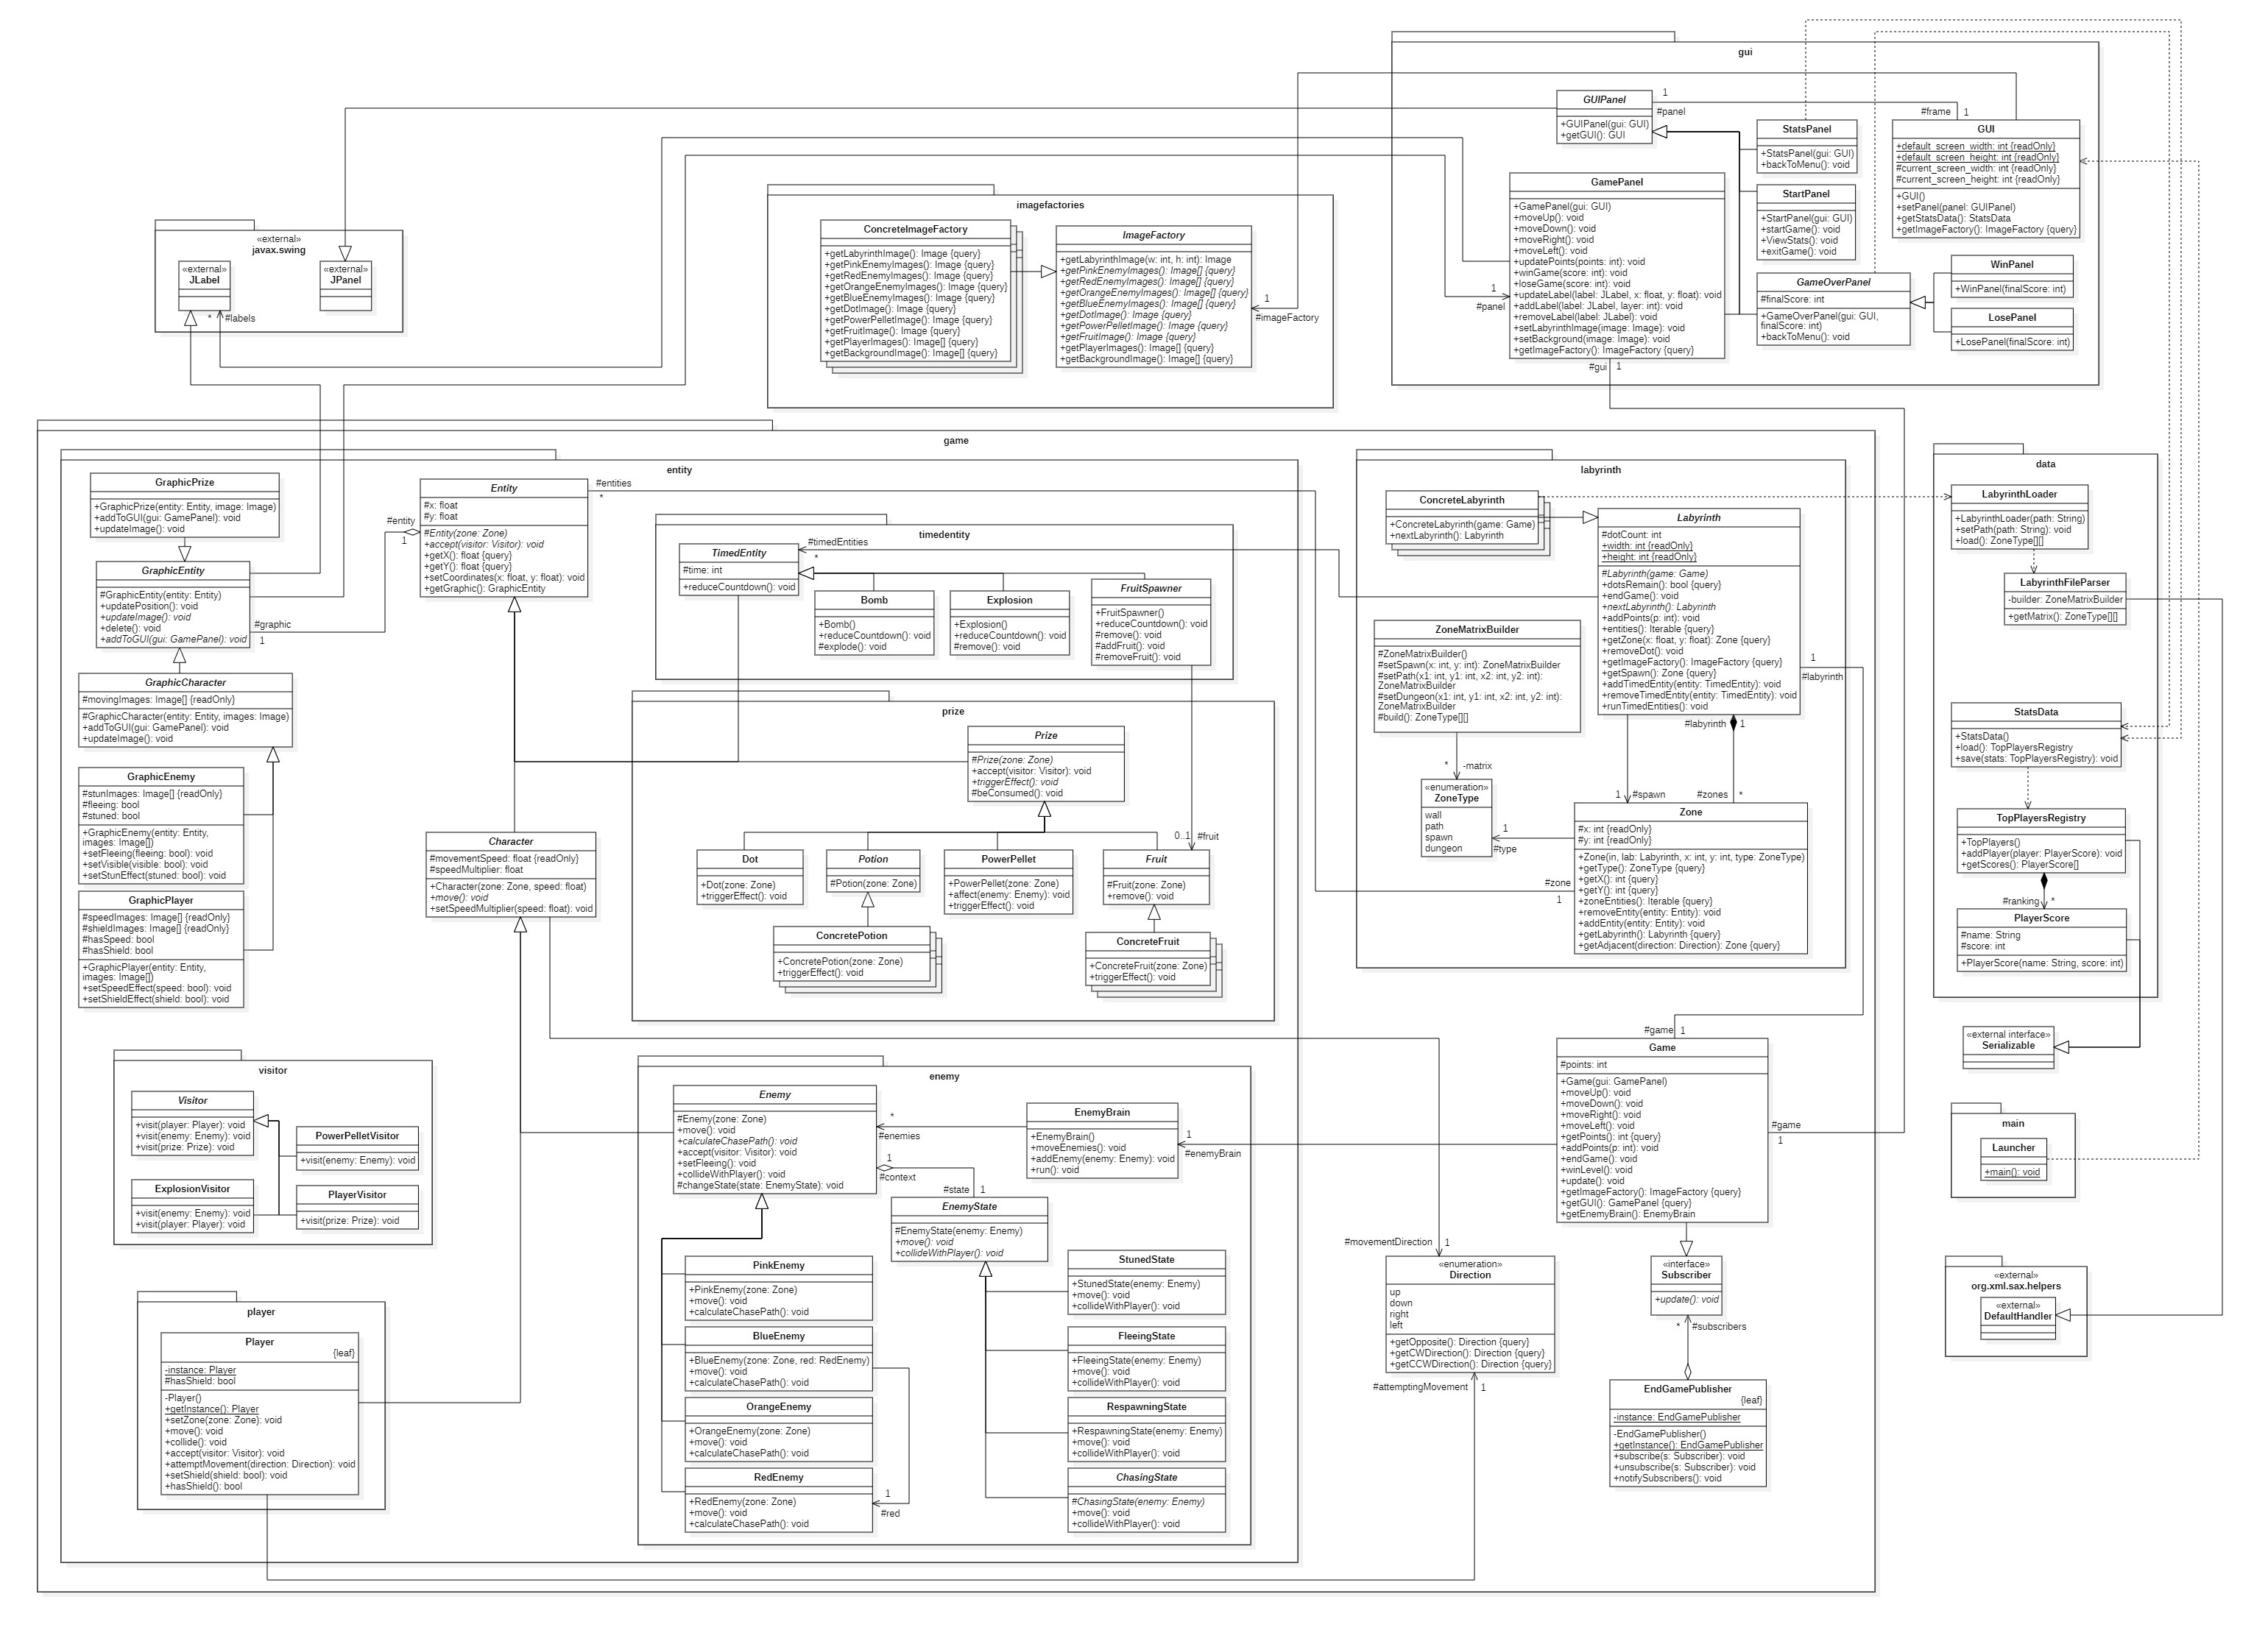 gui
GUIPanel
+GUIPanel(gui: GUI)
+getGUI(): GUI
1
#panel
#frame
1
StatsPanel
+StatsPanel(gui: GUI)
+backToMenu(): void
GUI
+default_screen_width: int {readOnly}
+default_screen_height: int {readOnly}
#current_screen_width: int {readOnly}
#current_screen_height: int {readOnly}
+GUI()
+setPanel(panel: GUIPanel)
+getStatsData(): StatsData
+getImageFactory(): ImageFactory {query}
GamePanel
+GamePanel(gui: GUI)
+moveUp(): void
+moveDown(): void
+moveRight(): void
+moveLeft(): void
+updatePoints(points: int): void
+winGame(score: int): void
+loseGame(score: int): void
+updateLabel(label: JLabel, x: float, y: float): void
+addLabel(label: JLabel, layer: int): void
+removeLabel(label: JLabel): void
+setLabyrinthImage(image: Image): void
+setBackground(image: Image): void
+getImageFactory(): ImageFactory {query}
1
#panel
#gui
1
StartPanel
+StartPanel(gui: GUI)
+startGame(): void
+ViewStats(): void
+exitGame(): void
GameOverPanel
#finalScore: int
+GameOverPanel(gui: GUI,
finalScore: int)
+backToMenu(): void
WinPanel
+WinPanel(finalScore: int)
LosePanel
+LosePanel(finalScore: int)
imagefactories
ConcreteImageFactory
+getLabyrinthImage(): Image {query}
+getPinkEnemyImages(): Image {query}
+getRedEnemyImages(): Image {query}
+getOrangeEnemyImages(): Image {query}
+getBlueEnemyImages(): Image {query}
+getDotImage(): Image {query}
+getPowerPelletImage(): Image {query}
+getFruitImage(): Image {query}
+getPlayerImages(): Image[] {query}
+getBackgroundImage(): Image[] {query}
ImageFactory
+getLabyrinthImage(w: int, h: int): Image
+getPinkEnemyImages(): Image[] {query}
+getRedEnemyImages(): Image[] {query}
+getOrangeEnemyImages(): Image[] {query}
+getBlueEnemyImages(): Image[] {query}
+getDotImage(): Image {query}
+getPowerPelletImage(): Image {query}
+getFruitImage(): Image {query}
+getPlayerImages(): Image[] {query}
+getBackgroundImage(): Image[] {query}
1
#imageFactory
«external»
javax.swing
«external»
JLabel
«external»
JPanel
*
#labels
game
entity
GraphicPrize
+GraphicPrize(entity: Entity, image: Image)
+addToGUI(gui: GamePanel): void
+updateImage(): void
GraphicEntity
#GraphicEntity(entity: Entity)
+updatePosition(): void
+updateImage(): void
+delete(): void
+addToGUI(gui: GamePanel): void
#entity
1
#graphic
1
GraphicCharacter
#movingImages: Image[] {readOnly}
#GraphicCharacter(entity: Entity, images: Image)
+addToGUI(gui: GamePanel): void
+updateImage(): void
GraphicEnemy
#stunImages: Image[] {readOnly}
#fleeing: bool
#stuned: bool
+GraphicEnemy(entity: Entity,
images: Image[])
+setFleeing(fleeing: bool): void
+setVisible(visible: bool): void
+setStunEffect(stuned: bool): void
GraphicPlayer
#speedImages: Image[] {readOnly}
#shieldImages: Image[] {readOnly}
#hasSpeed: bool
#hasShield: bool
+GraphicPlayer(entity: Entity,
images: Image[])
+setSpeedEffect(speed: bool): void
+setShieldEffect(shield: bool): void
Entity
#x: float
#y: float
#Entity(zone: Zone)
+accept(visitor: Visitor): void
+getX(): float {query}
+getY(): float {query}
+setCoordinates(x: float, y: float): void
+getGraphic(): GraphicEntity
#entities
*
timedentity
TimedEntity
#time: int
+reduceCountdown(): void
#timedEntities
*
Bomb
+Bomb()
+reduceCountdown(): void
#explode(): void
Explosion
+Explosion()
+reduceCountdown(): void
#remove(): void
FruitSpawner
+FruitSpawner()
+reduceCountdown(): void
#remove(): void
#addFruit(): void
#removeFruit(): void
prize
Prize
#Prize(zone: Zone)
+accept(visitor: Visitor): void
+triggerEffect(): void
#beConsumed(): void
0..1
#fruit
Dot
+Dot(zone: Zone)
+triggerEffect(): void
Potion
#Potion(zone: Zone)
PowerPellet
+PowerPellet(zone: Zone)
+affect(enemy: Enemy): void
+triggerEffect(): void
Fruit
#Fruit(zone: Zone)
+remove(): void
ConcretePotion
+ConcretePotion(zone: Zone)
+triggerEffect(): void
ConcreteFruit
+ConcreteFruit(zone: Zone)
+triggerEffect(): void
Character
#movementSpeed: float {readOnly}
#speedMultiplier: float
+Character(zone: Zone, speed: float)
+move(): void
+setSpeedMultiplier(speed: float): void
visitor
Visitor
+visit(player: Player): void
+visit(enemy: Enemy): void
+visit(prize: Prize): void
PowerPelletVisitor
+visit(enemy: Enemy): void
ExplosionVisitor
+visit(enemy: Enemy): void
+visit(player: Player): void
PlayerVisitor
+visit(prize: Prize): void
player
Player
{leaf}
-instance: Player
#hasShield: bool
-Player()
+getInstance(): Player
+setZone(zone: Zone): void
+move(): void
+collide(): void
+accept(visitor: Visitor): void
+attemptMovement(direction: Direction): void
+setShield(shield: bool): void
+hasShield(): bool
enemy
Enemy
#Enemy(zone: Zone)
+move(): void
+calculateChasePath(): void
+accept(visitor: Visitor): void
+setFleeing(): void
+collideWithPlayer(): void
#changeState(state: EnemyState): void
*
#enemies
1
#context
#state
1
EnemyBrain
+EnemyBrain()
+moveEnemies(): void
+addEnemy(enemy: Enemy): void
+run(): void
1
#enemyBrain
EnemyState
#EnemyState(enemy: Enemy)
+move(): void
+collideWithPlayer(): void
PinkEnemy
+PinkEnemy(zone: Zone)
+move(): void
+calculateChasePath(): void
BlueEnemy
+BlueEnemy(zone: Zone, red: RedEnemy)
+move(): void
+calculateChasePath(): void
OrangeEnemy
+OrangeEnemy(zone: Zone)
+move(): void
+calculateChasePath(): void
RedEnemy
+RedEnemy(zone: Zone)
+move(): void
+calculateChasePath(): void
1
#red
StunedState
+StunedState(enemy: Enemy)
+move(): void
+collideWithPlayer(): void
FleeingState
+FleeingState(enemy: Enemy)
+move(): void
+collideWithPlayer(): void
RespawningState
+RespawningState(enemy: Enemy)
+move(): void
+collideWithPlayer(): void
ChasingState
#ChasingState(enemy: Enemy)
+move(): void
+collideWithPlayer(): void
labyrinth
ConcreteLabyrinth
+ConcreteLabyrinth(game: Game)
+nextLabyrinth(): Labyrinth
Labyrinth
#dotCount: int
+width: int {readOnly}
+height: int {readOnly}
#Labyrinth(game: Game)
+dotsRemain(): bool {query}
+endGame(): void
+nextLabyrinth(): Labyrinth
+addPoints(p: int): void
+entities(): Iterable {query}
+getZone(x: float, y: float): Zone {query}
+removeDot(): void
+getImageFactory(): ImageFactory {query}
+getSpawn(): Zone {query}
+addTimedEntity(entity: TimedEntity): void
+removeTimedEntity(entity: TimedEntity): void
+runTimedEntities(): void
1
#labyrinth
ZoneMatrixBuilder
#ZoneMatrixBuilder()
#setSpawn(x: int, y: int): ZoneMatrixBuilder
#setPath(x1: int, y1: int, x2: int, y2: int):
ZoneMatrixBuilder
#setDungeon(x1: int, y1: int, x2: int, y2: int):
ZoneMatrixBuilder
#build(): ZoneType[][]
#labyrinth
1
*
-matrix
«enumeration»
ZoneType
wall
path
spawn
dungeon
1
#type
1
#spawn
#zones
*
#zone
1
Zone
#x: int {readOnly}
#y: int {readOnly}
+Zone(in, lab: Labyrinth, x: int, y: int, type: ZoneType)
+getType(): ZoneType {query}
+getX(): int {query}
+getY(): int {query}
+zoneEntities(): Iterable {query}
+removeEntity(entity: Entity): void
+addEntity(entity: Entity): void
+getLabyrinth(): Labyrinth {query}
+getAdjacent(direction: Direction): Zone {query}
#game
1
Game
#points: int
+Game(gui: GamePanel)
+moveUp(): void
+moveDown(): void
+moveRight(): void
+moveLeft(): void
+getPoints(): int {query}
+addPoints(p: int): void
+endGame(): void
+winLevel(): void
+update(): void
+getImageFactory(): ImageFactory {query}
+getGUI(): GamePanel {query}
+getEnemyBrain(): EnemyBrain
#game
1
#movementDirection
1
«enumeration»
Direction
up
down
right
left
+getOpposite(): Direction {query}
+getCWDirection(): Direction {query}
+getCCWDirection(): Direction {query}
#attemptingMovement
1
«interface»
Subscriber
+update(): void
*
#subscribers
EndGamePublisher
{leaf}
-instance: EndGamePublisher
-EndGamePublisher()
+getInstance(): EndGamePublisher
+subscribe(s: Subscriber): void
+unsubscribe(s: Subscriber): void
+notifySubscribers(): void
data
LabyrinthLoader
+LabyrinthLoader(path: String)
+setPath(path: String): void
+load(): ZoneType[][]
LabyrinthFileParser
-builder: ZoneMatrixBuilder
+getMatrix(): ZoneType[][]
StatsData
+StatsData()
+load(): TopPlayersRegistry
+save(stats: TopPlayersRegistry): void
TopPlayersRegistry
+TopPlayers()
+addPlayer(player: PlayerScore): void
+getScores(): PlayerScore[]
#ranking
*
PlayerScore
#name: String
#score: int
+PlayerScore(name: String, score: int)
«external interface»
Serializable
main
Launcher
+main(): void
«external»
org.xml.sax.helpers
«external»
DefaultHandler